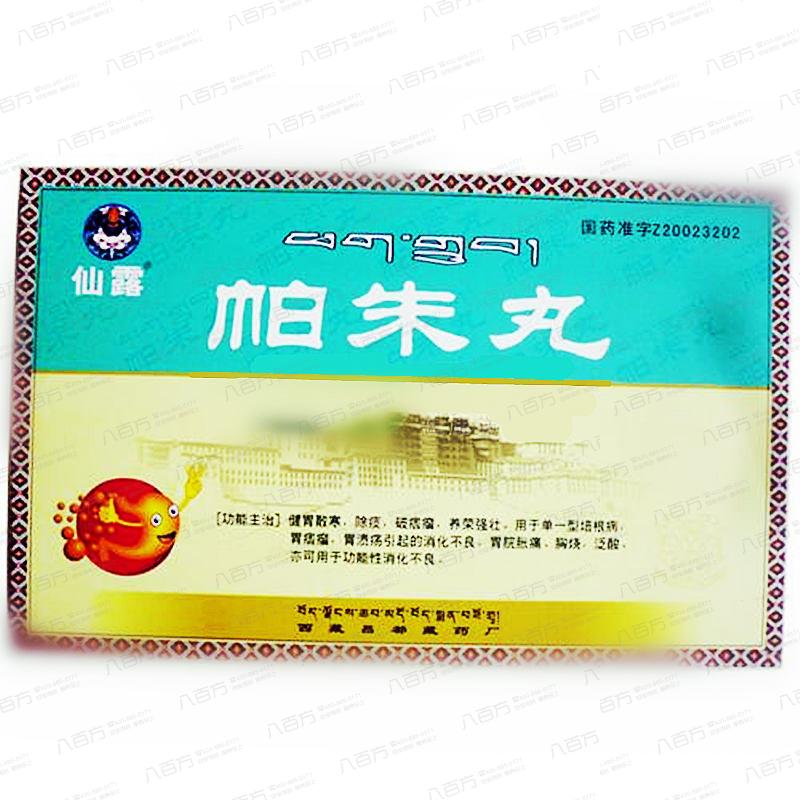 国药准字Z20023202
仙露
帕朱丸
[功能主治] 健胃散寒，除痰，破痞瘤，养荣强壮，用于单一型培根病，
胃痞瘤，胃溃疡引起的消化不良，胃脘胀痛，胸烧，泛酸，
亦可用于功能性消化不良。
西藏昌都藏药厂
八百方